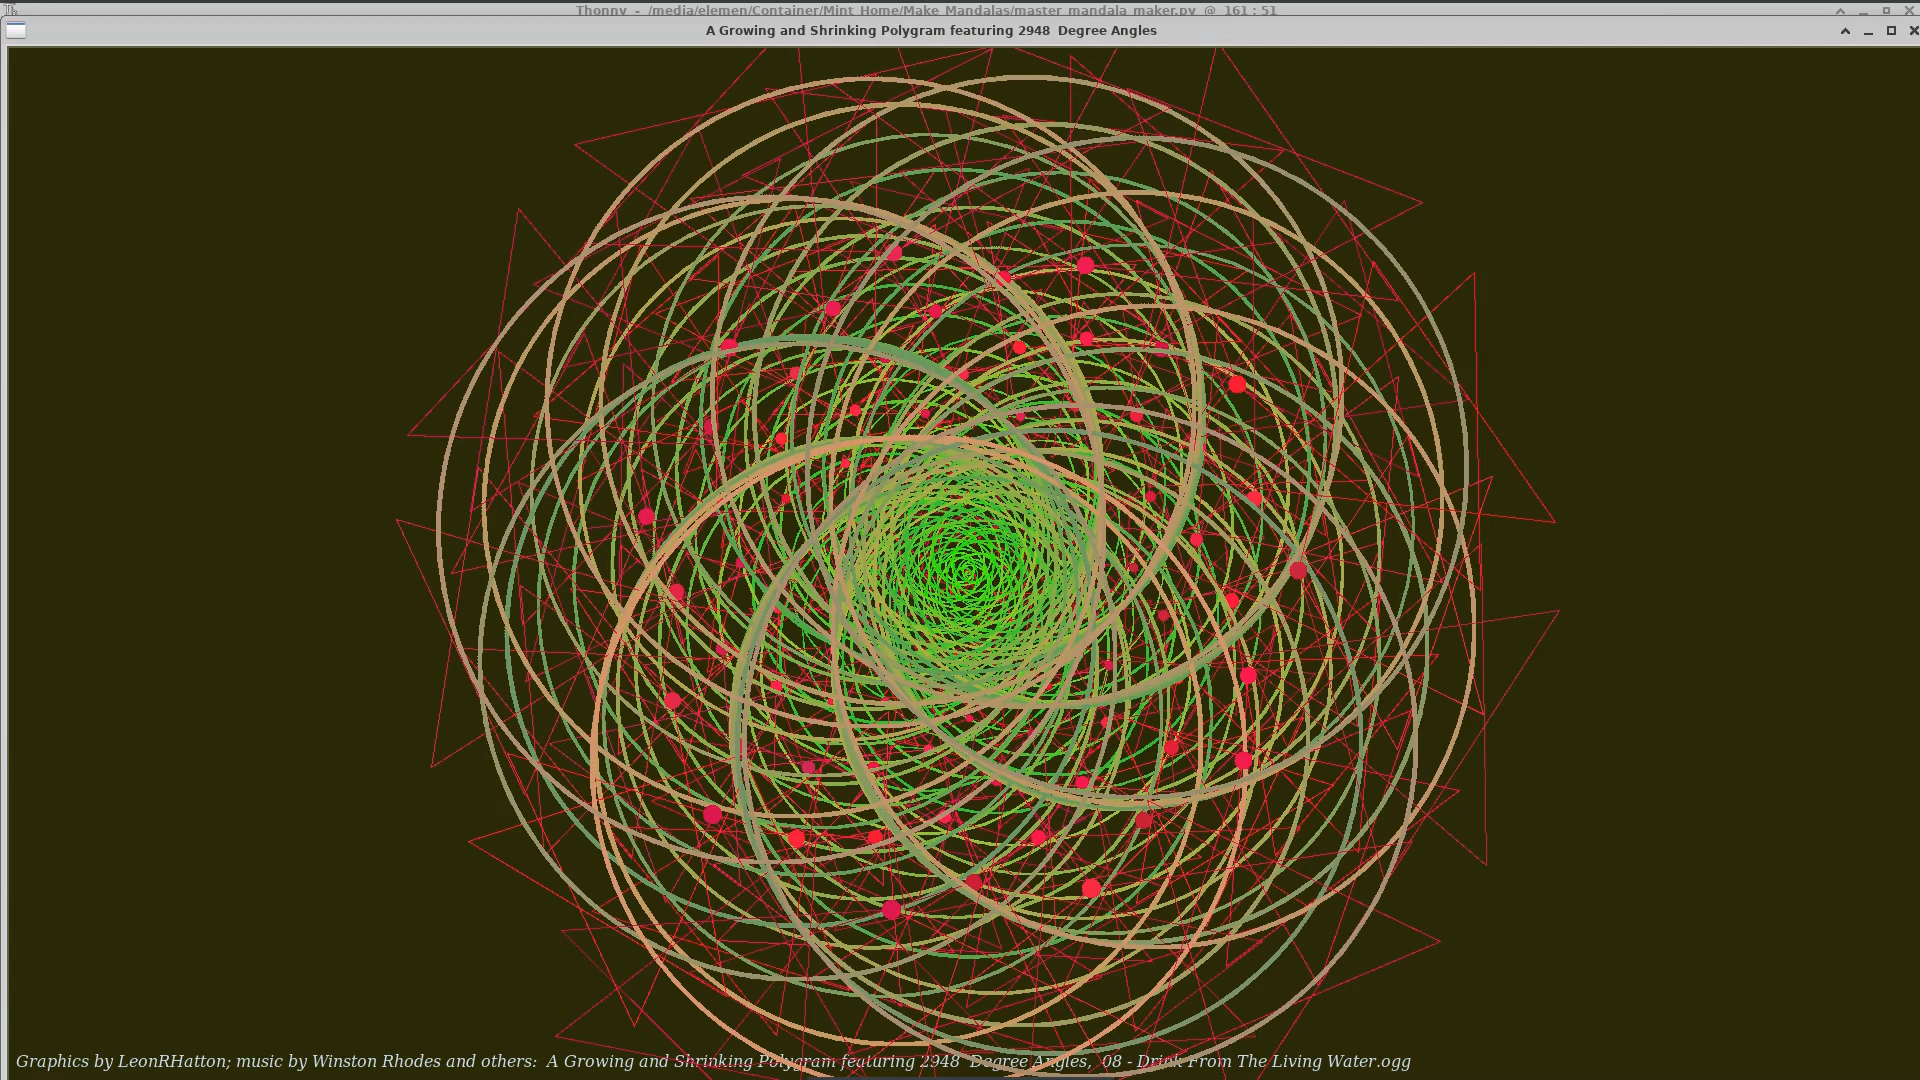 Thonny - /media/elemen/Container/Mint_Home/Make_Mandalas/master_mandala_maker.py @ 161 : 51
A Growing and Shrinking Polygram featuring 2948 Degree Angles
Graphics by LeonRHatton; music by Winston Rhodes and others: A Growing and Shrinking Polygram featuring 2948 Degree Angles, 08 - Drink From The Living Water.ogg